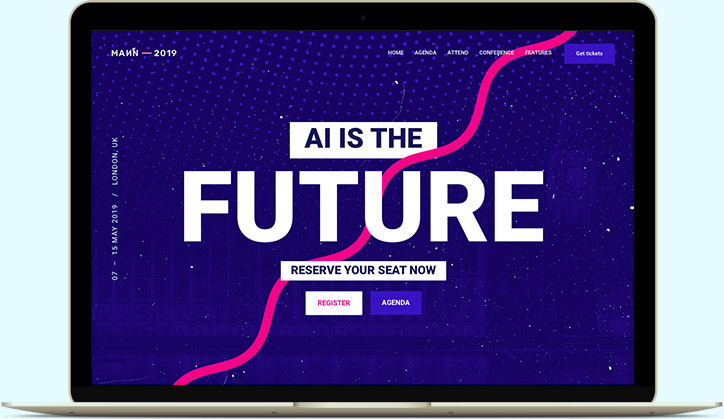 MAИN — 2019
HOME AGENDA ATTEND CONFERENCE FEATURES Get tickets
07 — 15 MAY 2019 / LONDON, UK
AI IS THE
FUTURE
RESERVE YOUR SEAT NOW
REGISTER AGENDA